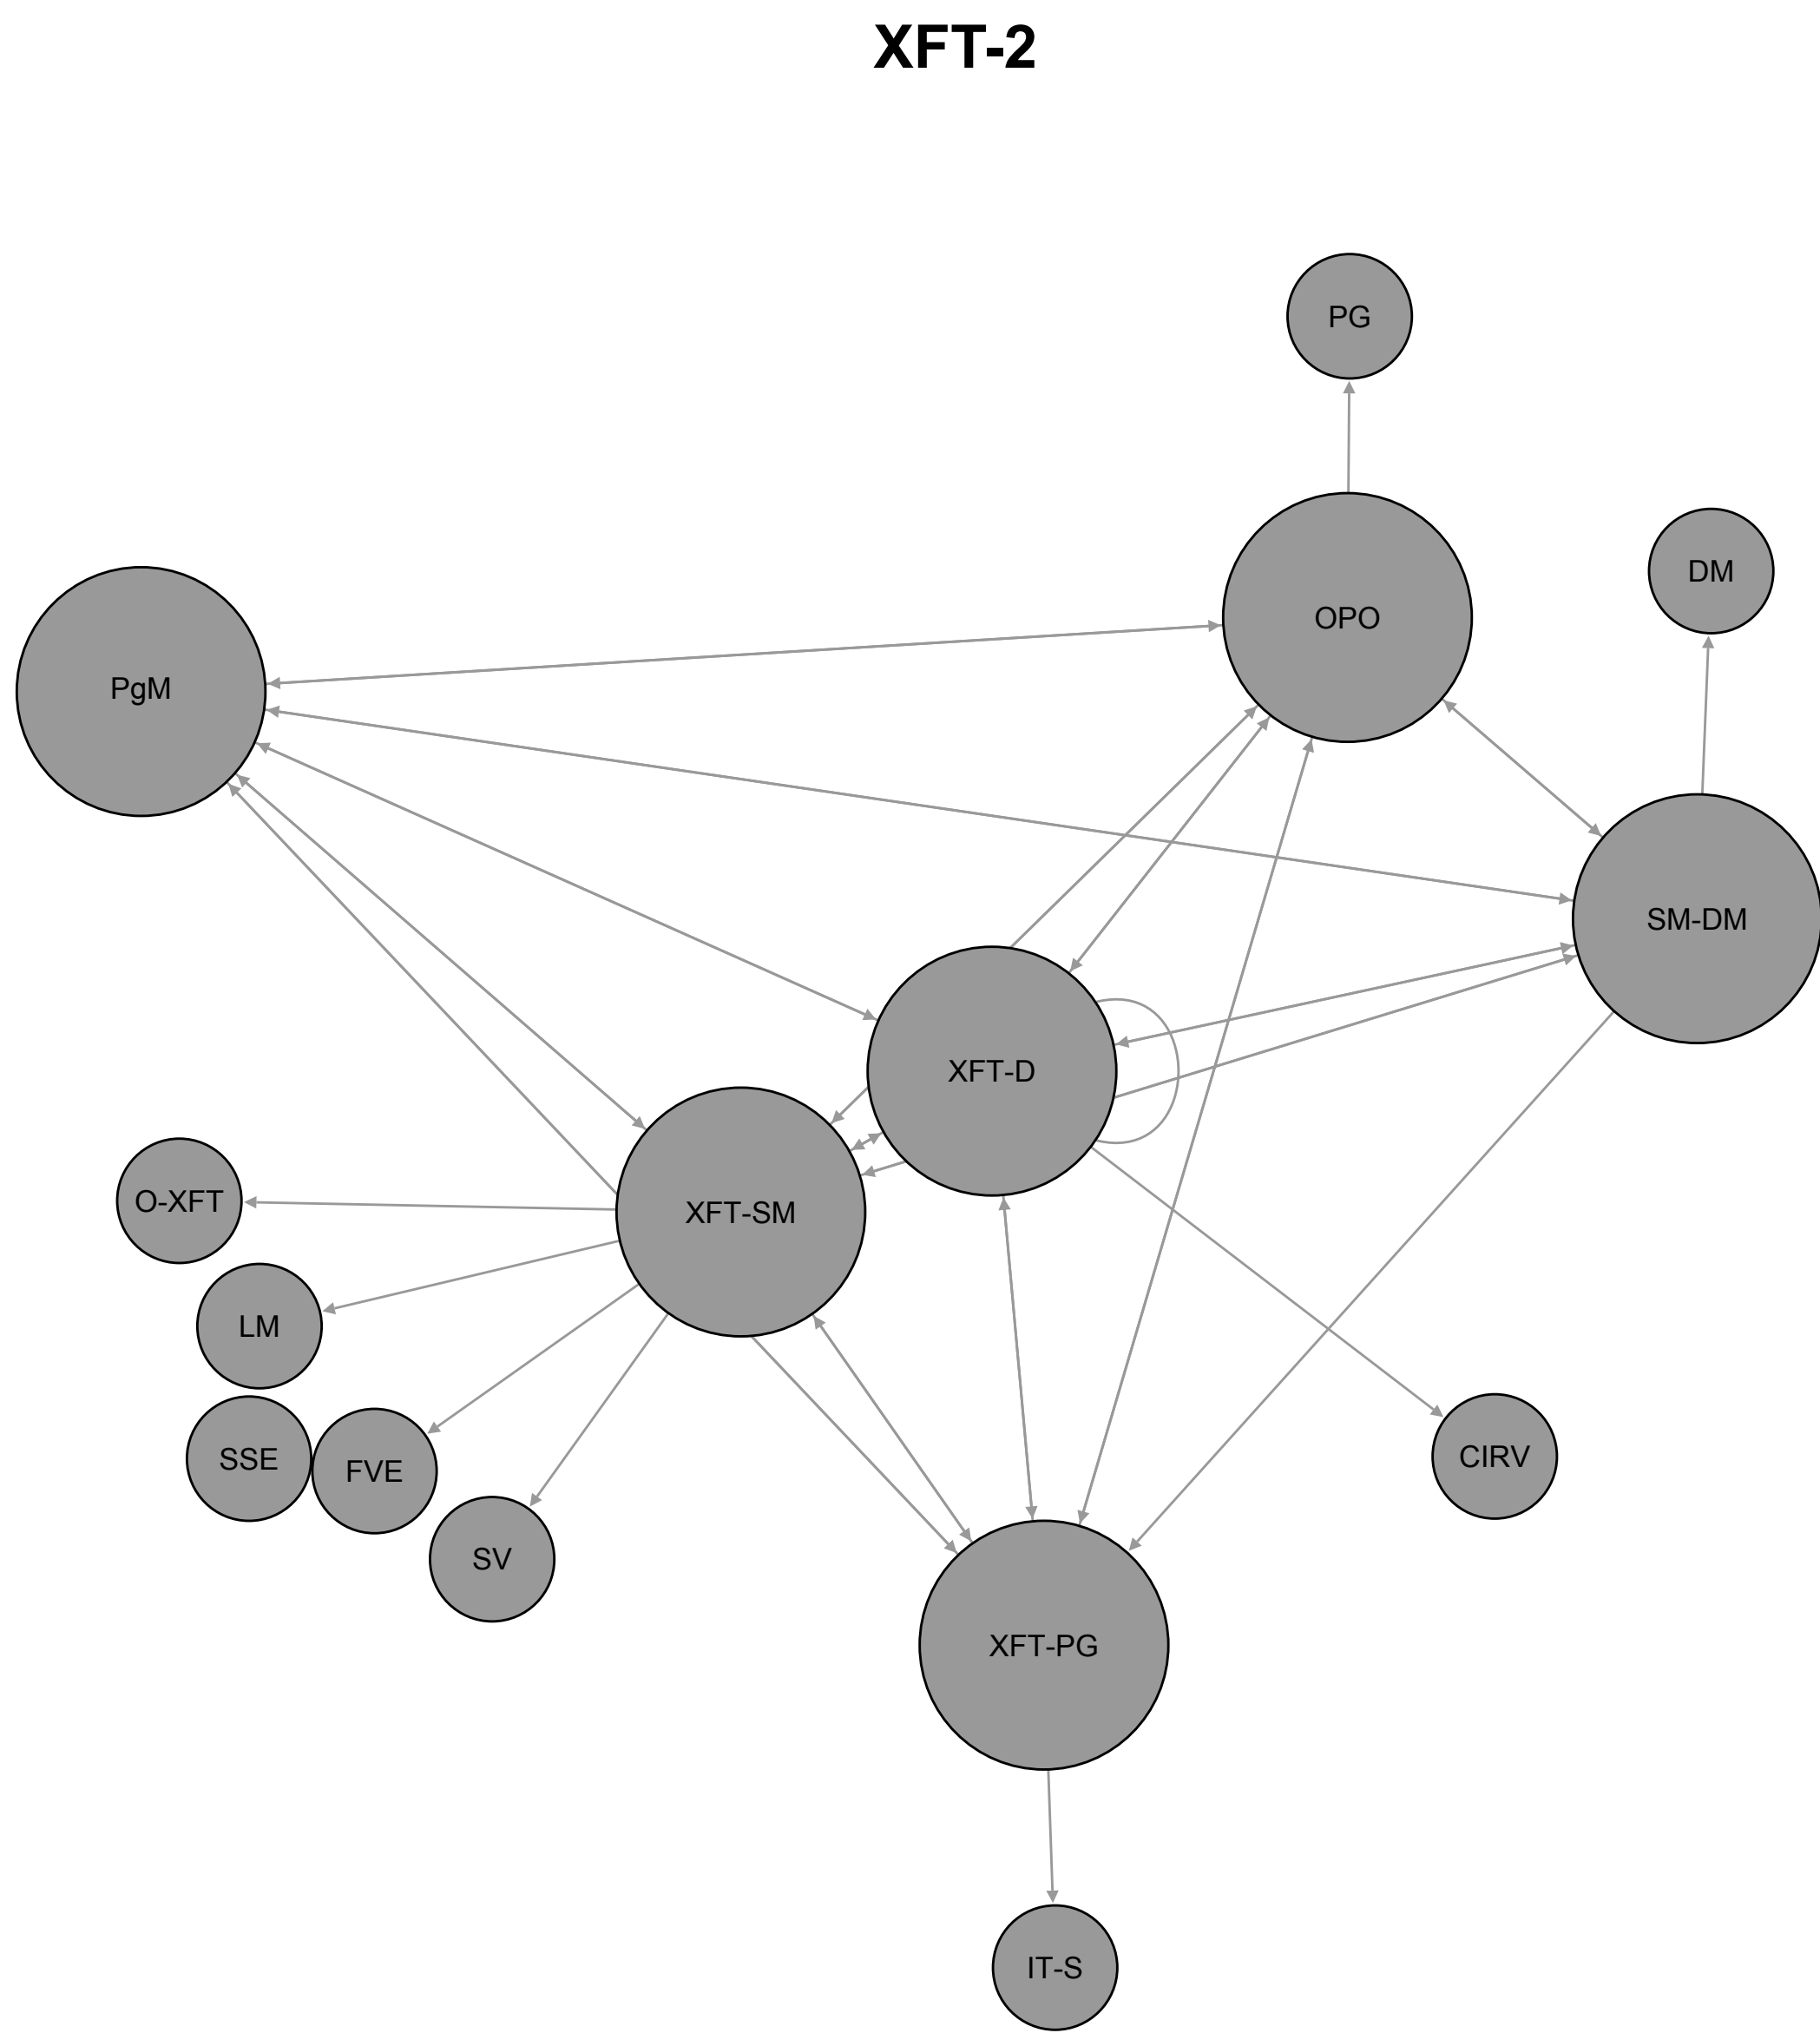 XFT-2
PG
DM
OPO
PgM
SM-DM
XFT-D
O-XFT
XFT-SM
LM
SSE
FVE
CIRV
SV
XFT-PG
IT-S